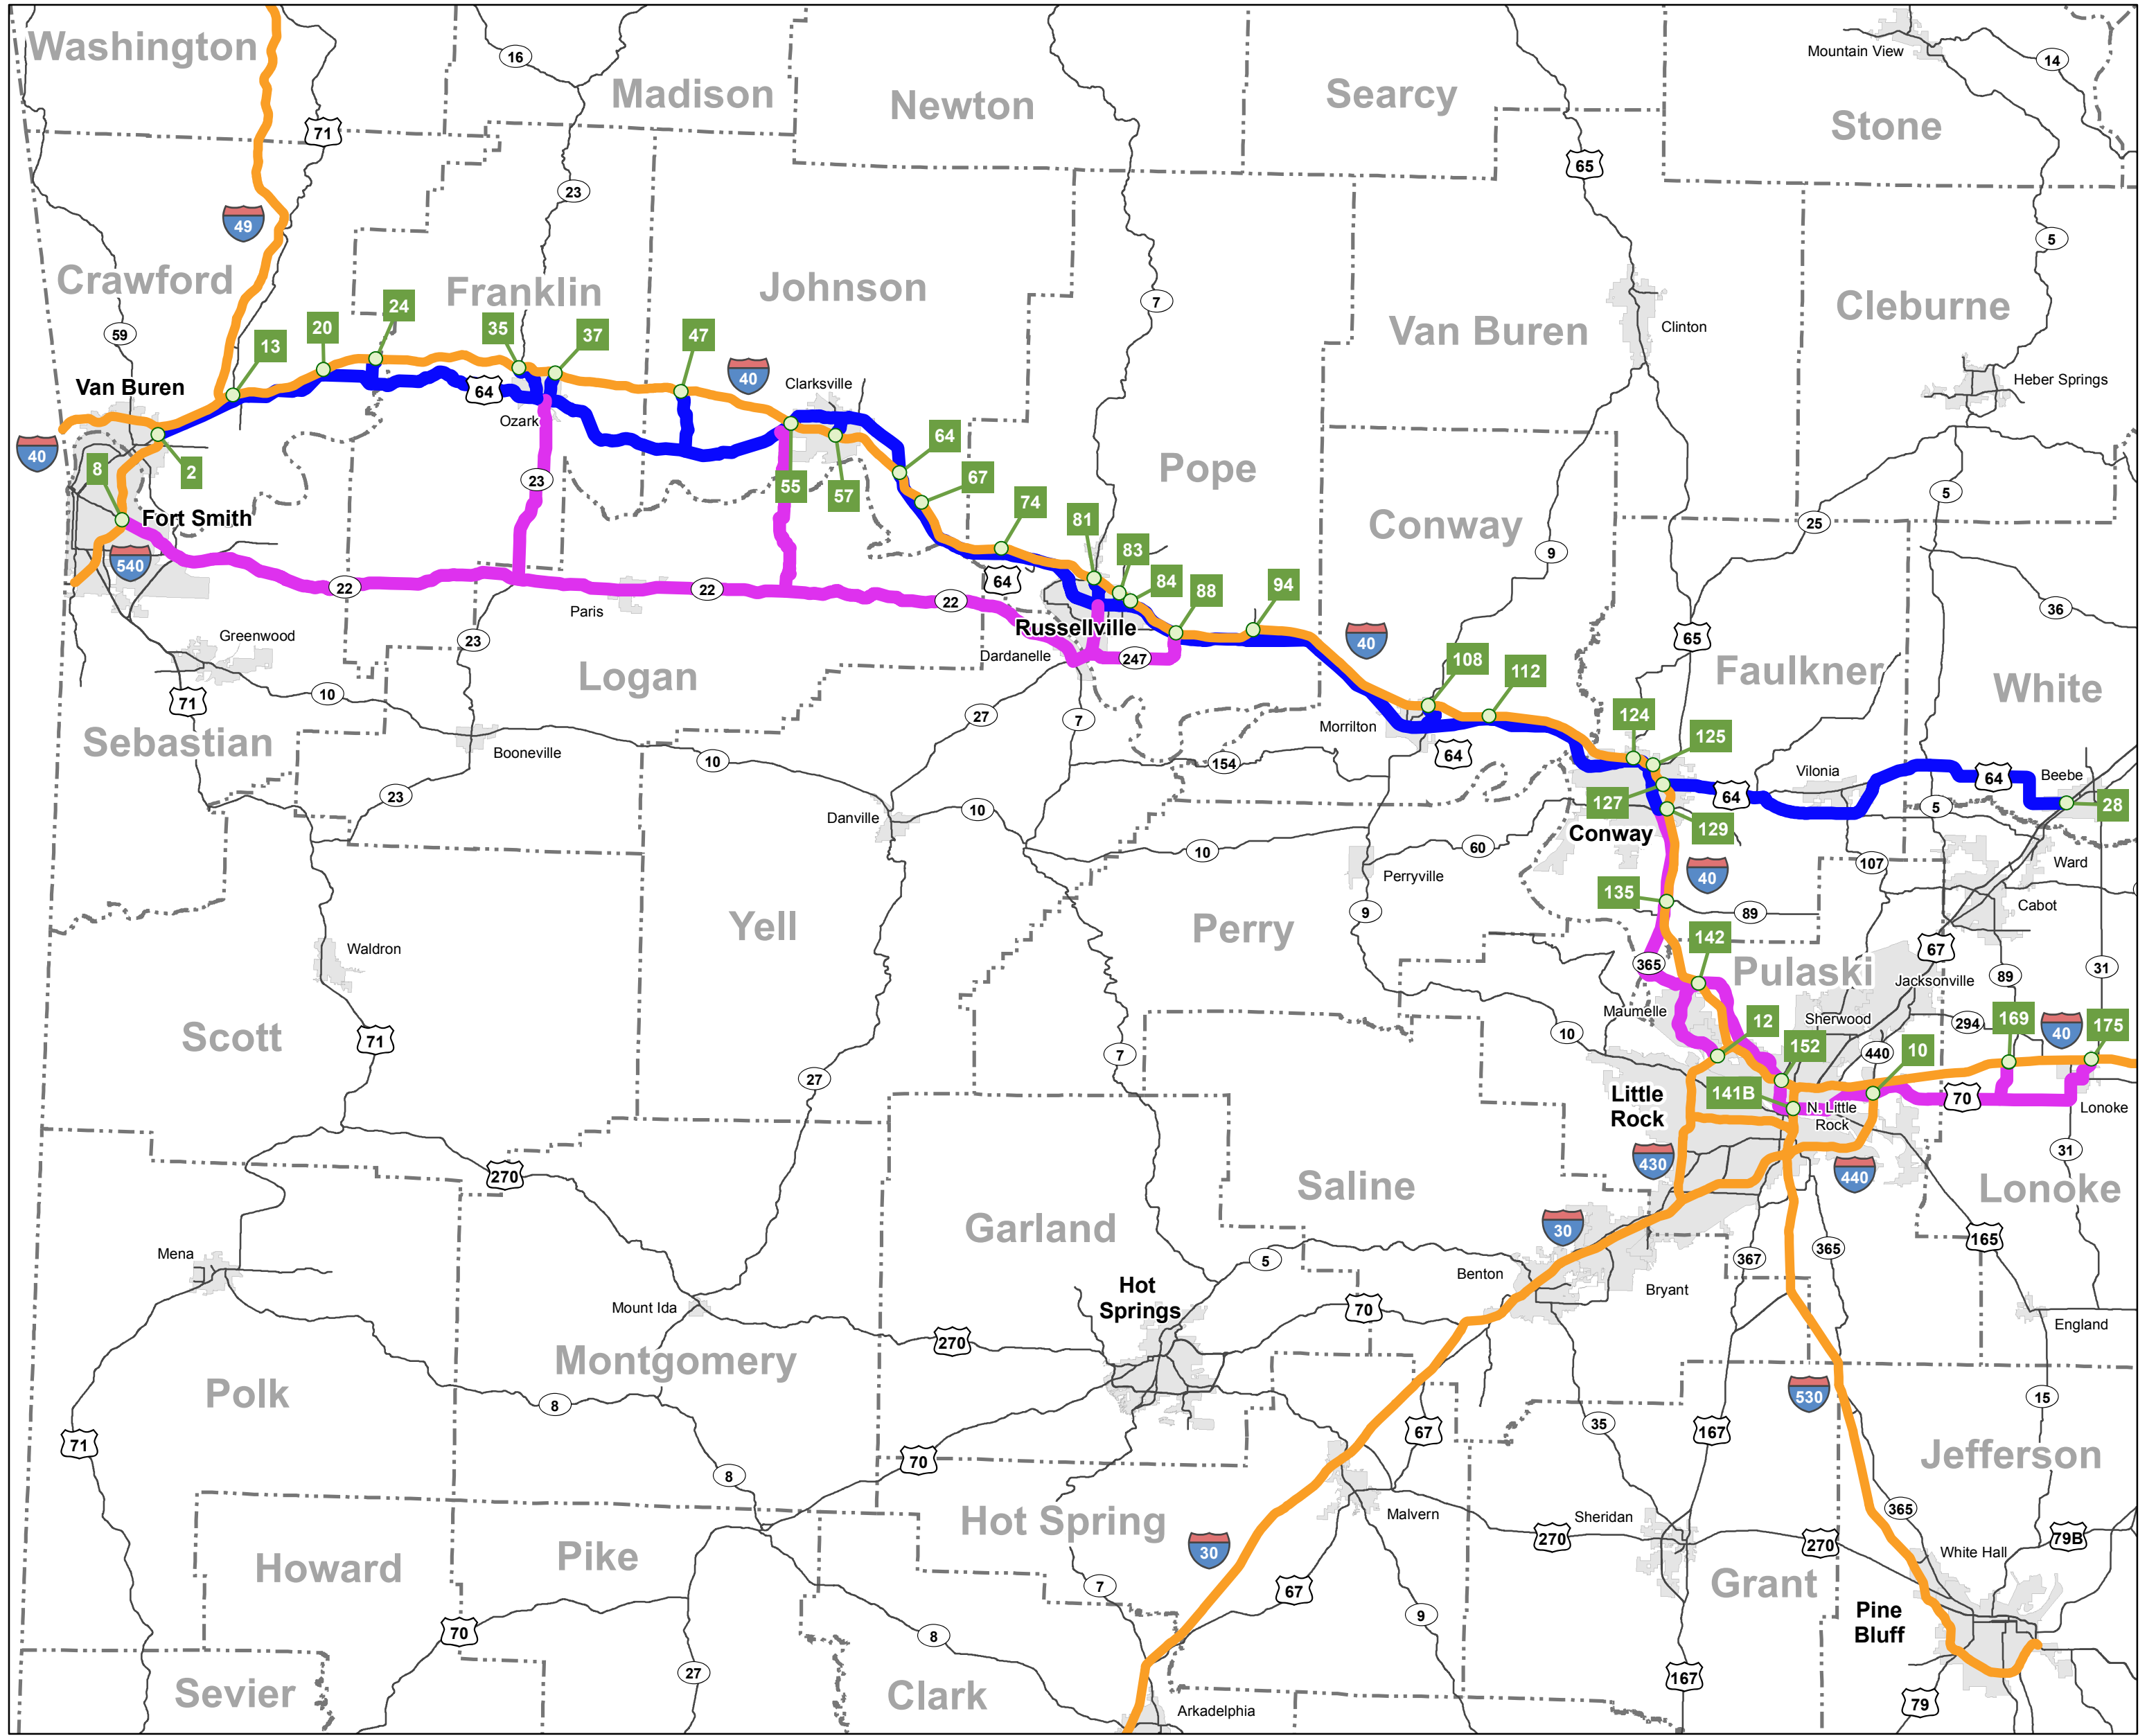 Washington
16
Madison
Newton
Searcy
Mountain View
14
Stone
71
65
23
49
5
7
Crawford
Franklin
Johnson
Van Buren
Clinton
Cleburne
59
13
20
24
35
37
47
40
Clarksville
Heber Springs
Van Buren
64
Ozark
40
8
2
64
67
Pope
55
57
23
74
81
Conway
5
25
Fort Smith
540
83
84
88
94
9
22
22
22
64
Paris
36
Russellville
Dardanelle
247
40
65
Greenwood
23
Logan
108
112
Faulkner
White
71
10
27
7
Morrilton
124
125
Sebastian
Booneville
10
154
64
Vilonia
64
Beebe
64
23
Danville
10
127
5
28
Conway
129
10
60
107
Ward
Perryville
40
135
9
89
Cabot
Yell
Perry
Waldron
142
67
365
Pulaski
Jacksonville
89
31
Maumelle
12
Sherwood
294
169
40
175
Scott
71
10
152
440
10
7
27
Little
Rock
141B
N. Little
Rock
70
Lonoke
31
430
440
270
Saline
Lonoke
Garland
30
165
Mena
5
367
365
Benton
Hot
Springs
Bryant
Mount Ida
70
England
270
Montgomery
Polk
530
15
8
35
67
167
71
70
Jefferson
8
Hot Spring
Malvern
Sheridan
365
270
270
79B
30
White Hall
Howard
Pike
7
67
Grant
9
Pine
Bluff
70
8
27
167
Sevier
Clark
79
Arkadelphia